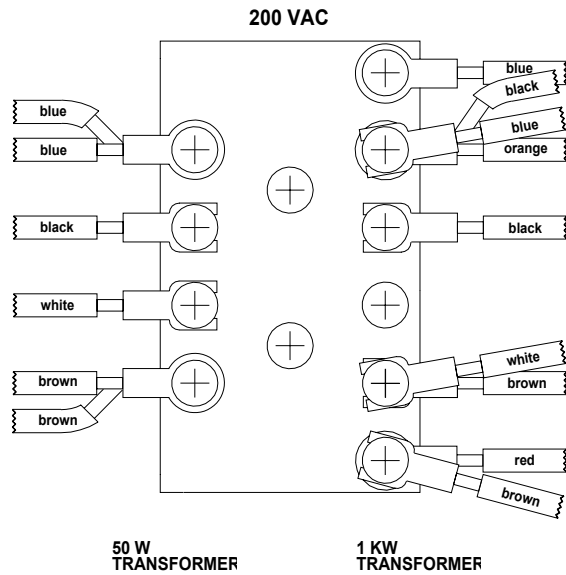 200 VAC
blue
blue
black
white
brown
brown
blue
black
blue
orange
black
white
brown
red
brown
50 W
TRANSFORMER
1 KW
TRANSFORMER